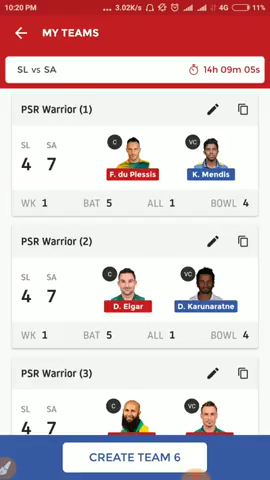 10:20 PM ... 3.02K/s 4G 11%
MY TEAMS
SL vs SA 14h 09m 05s
PSR Warrior (1)
SL SA C VC
4 7
F. du Plessis K. Mendis
WK 1 BAT 5 ALL 1 BOWL 4
PSR Warrior (2)
SL SA C VC
4 7
D. Elgar D. Karunaratne
WK 1 BAT 5 ALL 1 BOWL 4
PSR Warrior (3)
SL SA C VC
4 7
CREATE TEAM 6